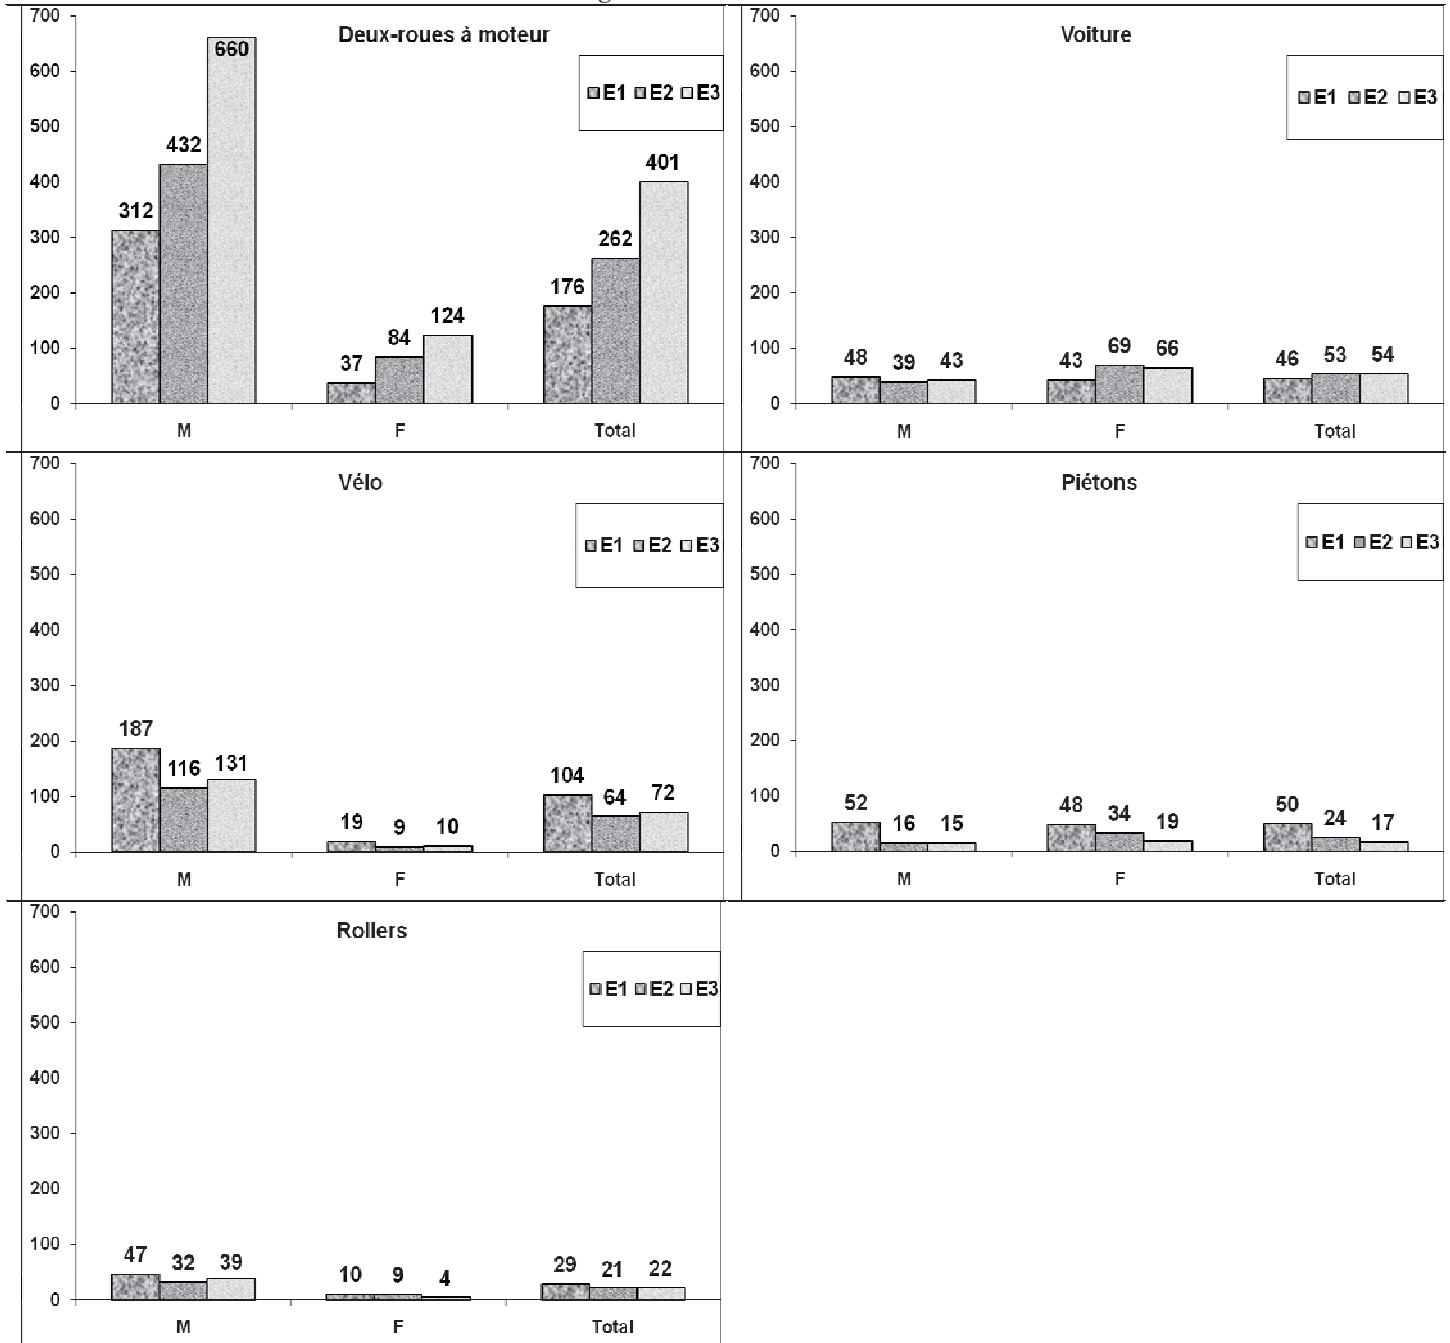 700
Deux-roues à moteur
660
600
E1 E2 E3
500
432
401
400
312
300
262
200
176
124
100
84
37
0
M F Total
700
Voiture
600
E1 E2 E3
500
400
300
200
100
48 39 43 43 69 66 46 53 54
0
M F Total
700
Vélo
600
E1 E2 E3
500
400
300
200
187
116 131
104
100
64 72
19 9 10
0
M F Total
700
Piétons
600
E1 E2 E3
500
400
300
200
100
52 16 15 48 34 19 50 24 17
0
M F Total
700
Rollers
600
E1 E2 E3
500
400
300
200
100
47 32 39 10 9 4 29 21 22
0
M F Total